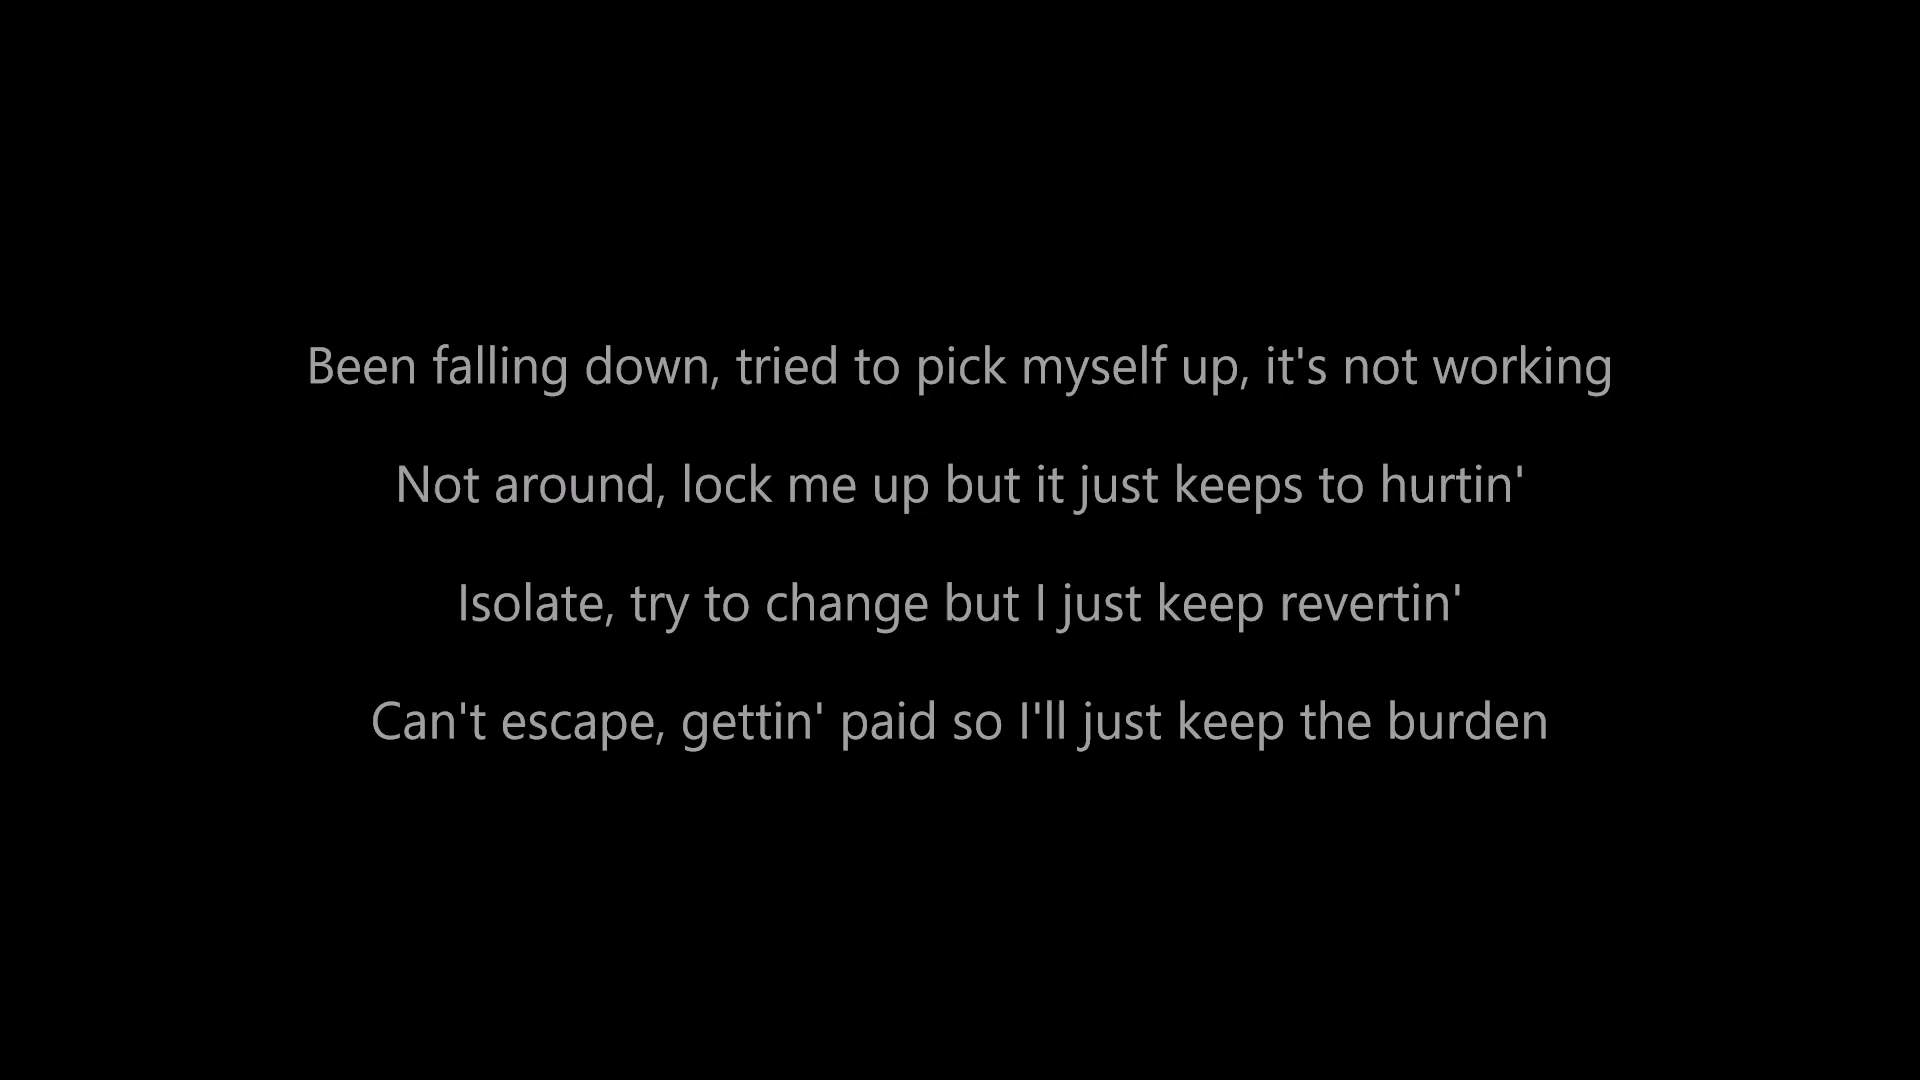 Been falling down, tried to pick myself up, it's not working
Not around, lock me up but it just keeps to hurtin'
Isolate, try to change but I just keep revertin'
Can't escape, gettin' paid so I'll just keep the burden